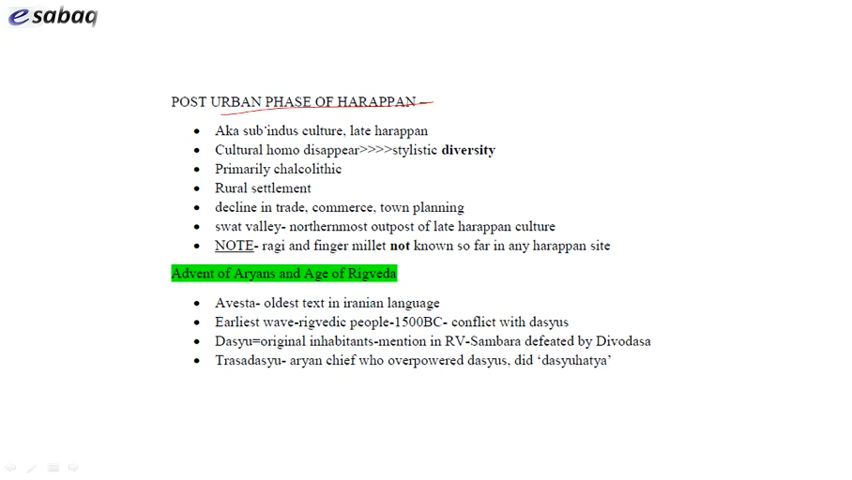 esabaq
POST URBAN PHASE OF HARAPPAN –
• Aka sub‘indus culture, late harappan
• Cultural homo disappear>>>>stylistic diversity
• Primarily chalcolithic
• Rural settlement
• decline in trade, commerce, town planning
• swat valley- northernmost outpost of late harappan culture
• NOTE- ragi and finger millet not known so far in any harappan site
Advent of Aryans and Age of Rigveda
• Avesta- oldest text in iranian language
• Earliest wave-rigvedic people-1500BC- conflict with dasyus
• Dasyu=original inhabitants-mention in RV-Sambara defeated by Divodasa
• Trasadasyu- aryan chief who overpowered dasyus, did ‘dasyuhatya’